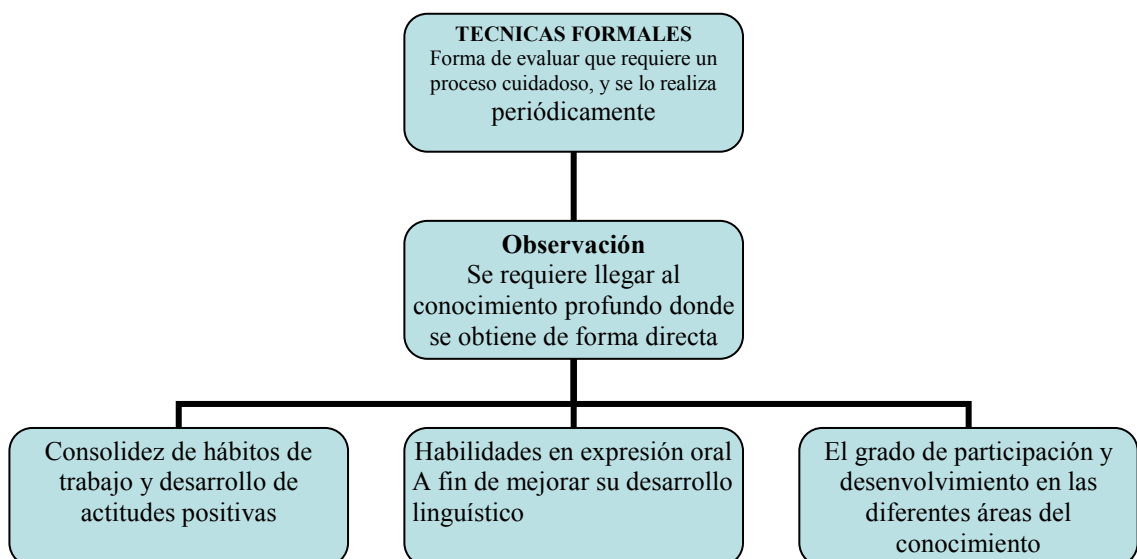 TECNICAS FORMALES
Forma de evaluar que requiere un
proceso cuidadoso, y se lo realiza
periódicamente
Observación
Se requiere llegar al
conocimiento profundo donde
se obtiene de forma directa
Consolidez de hábitos de
trabajo y desarrollo de
actitudes positivas
Habilidades en expresión oral
A fin de mejorar su desarrollo
linguístico
El grado de participación y
desenvolvimiento en las
diferentes áreas del
conocimiento